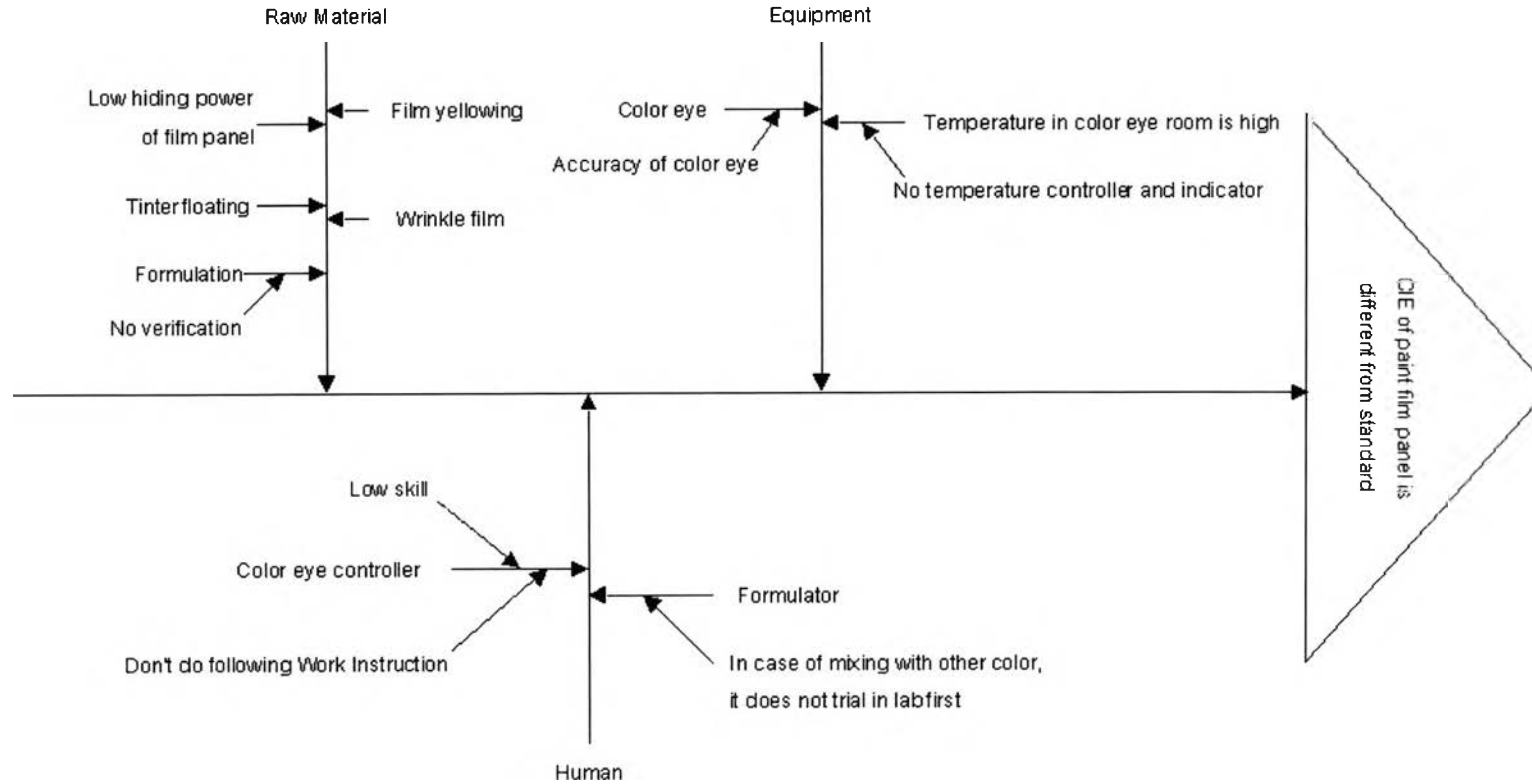 Raw Material
Equipment
Low hiding power
of film panel
Film yellowing
Tinter floating
Wrinkle film
Formulation
No verification
Color eye
Accuracy of color eye
Temperature in color eye room is high
No temperature controller and indicator
CIE of paint film panel is
different from standard
Low skill
Color eye controller
Don't do following Work Instruction
Formulator
In case of mixing with other color,
it does not trial in lab first
Human